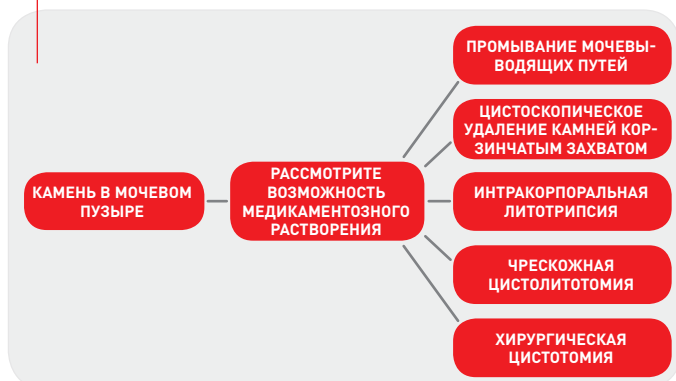 КАМЕНЬ В МОЧЕВОМ
ПУЗЫРЕ
РАССМОТРИТЕ
ВОЗМОЖНОСТЬ
МЕДИКАМЕНТОЗНОГО
РАСТВОРЕНИЯ
ПРОМЫВАНИЕ МОЧЕВЫ-
ВОДЯЩИХ ПУТЕЙ
ЦИСТОСКОПИЧЕСКОЕ
УДАЛЕНИЕ КАМНЕЙ КОР-
ЗИНЧАТЫМ ЗАХВАТОМ
ИНТРАКОРПОРАЛЬНАЯ
ЛИТОТРИПСИЯ
ЧРЕСКОЖНАЯ
ЦИСТОЛИТОТОМИЯ
ХИРУРГИЧЕСКАЯ
ЦИСТОТОМИЯ